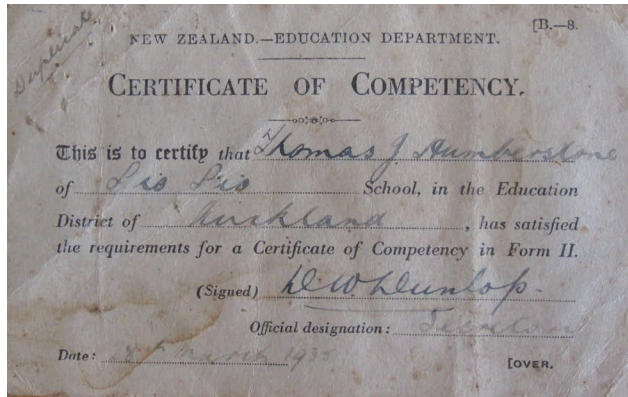 Duplicate
[B.—8.
NEW ZEALAND.—EDUCATION DEPARTMENT.
CERTIFICATE OF COMPETENCY.
This is to certify that Thomas J Humberstone
of Pio Pio School, in the Education
District of Auckland, has satisfied
the requirements for a Certificate of Competency in Form II.
(Signed) D. W. Dunlop.
Official designation:
Date: March 1935
[OVER.